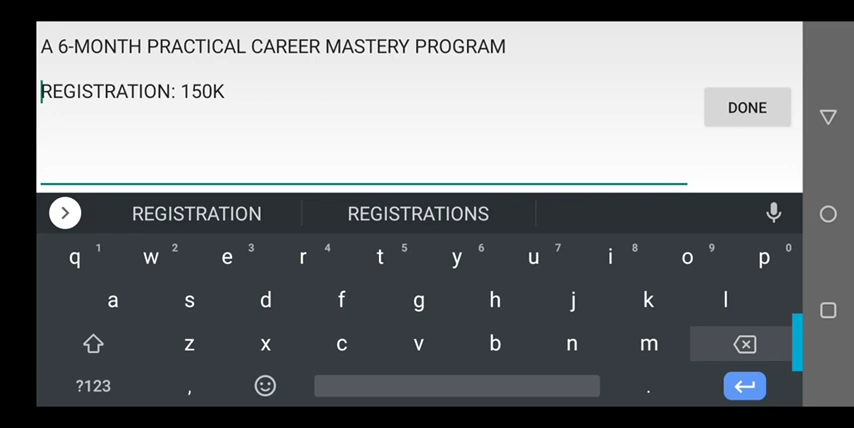 A 6-MONTH PRACTICAL CAREER MASTERY PROGRAM
REGISTRATION: 150K
DONE
REGISTRATION REGISTRATIONS
q 1 w 2 e 3 r 4 t 5 y 6 u 7 i 8 o 9 p 0
a s d f g h j k l
z x c v b n m
?123 , .